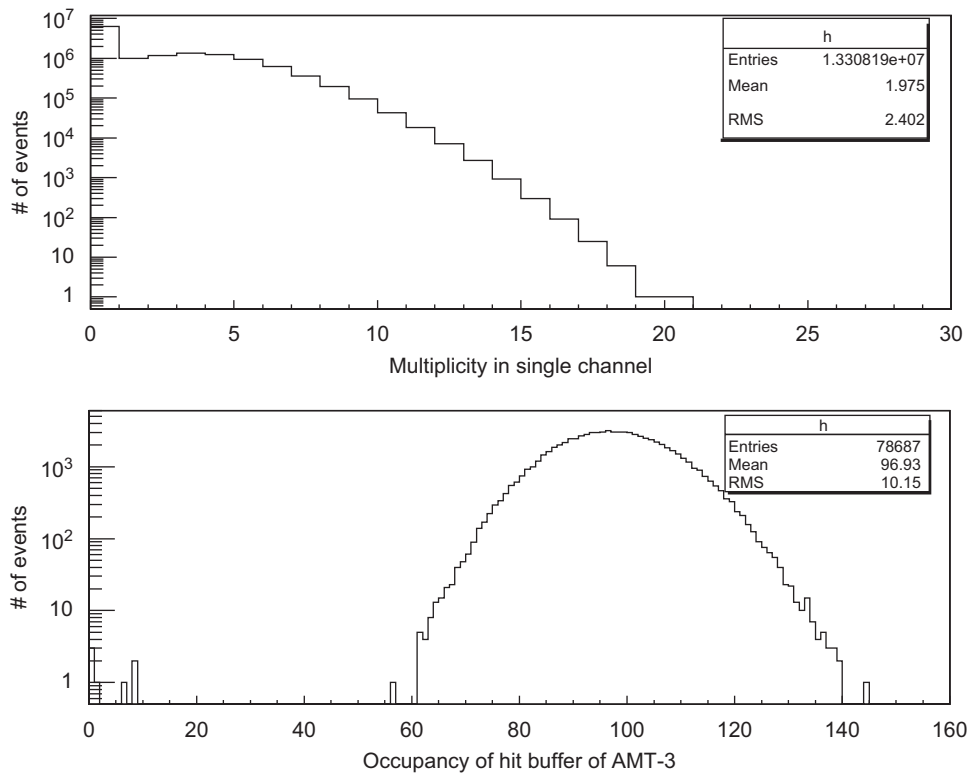 10^7
10^6
10^5
10^4
10^3
10^2
10
1
# of events
h
Entries 1.330819e+07
Mean 1.975
RMS 2.402
0 5 10 15 20 25 30
Multiplicity in single channel
10^3
10^2
10
1
# of events
h
Entries 78687
Mean 96.93
RMS 10.15
0 20 40 60 80 100 120 140 160
Occupancy of hit buffer of AMT-3